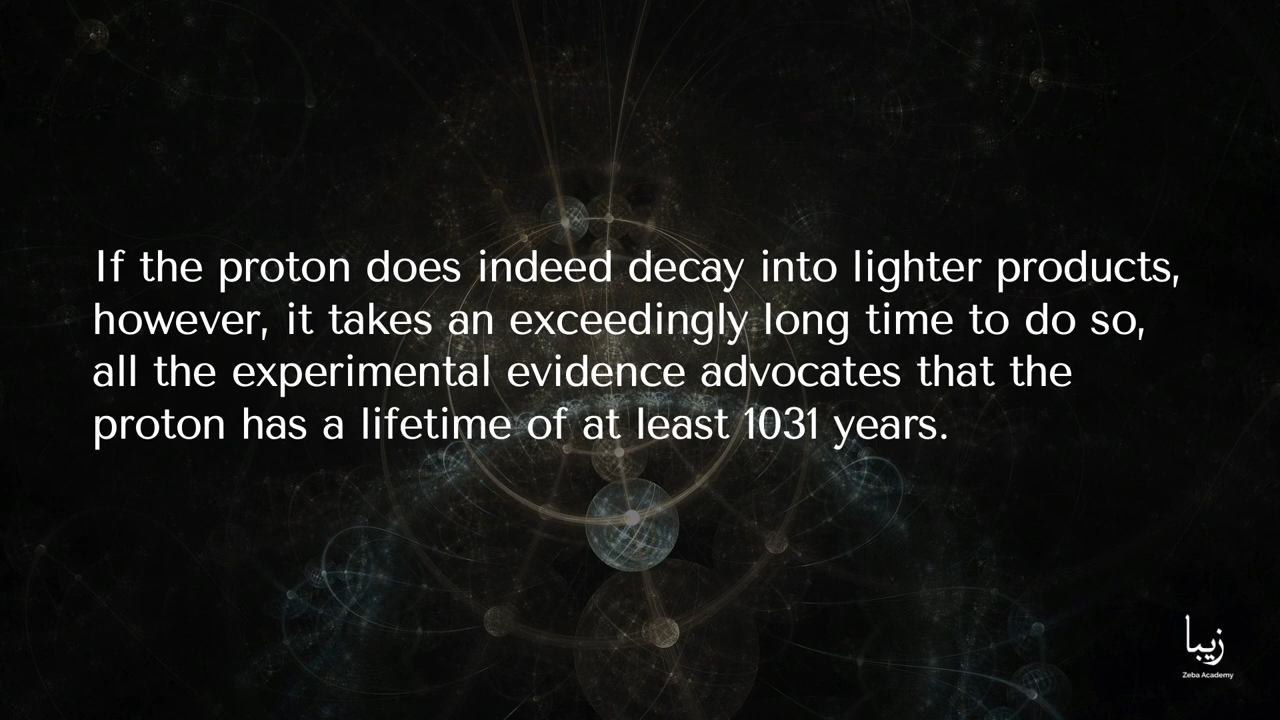 If the proton does indeed decay into lighter products,
however, it takes an exceedingly long time to do so,
all the experimental evidence advocates that the
proton has a lifetime of at least 1031 years.
زيبا
Zeba Academy